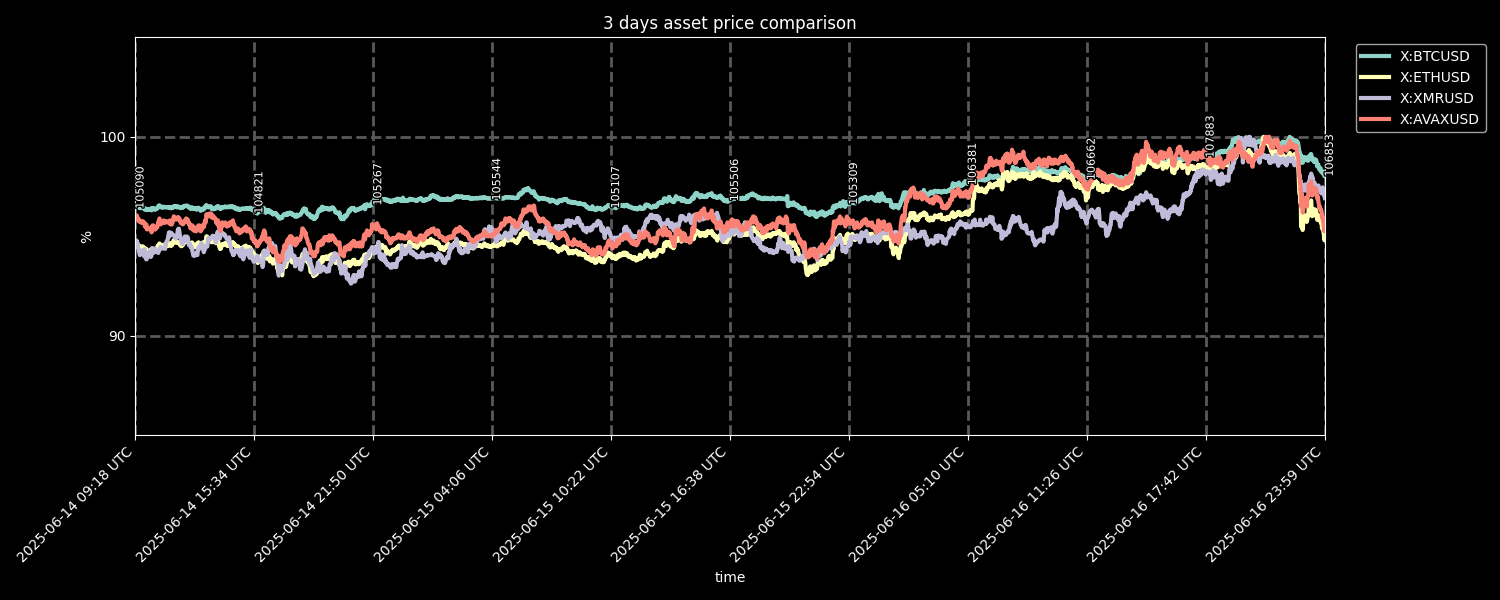 3 days asset price comparison
X:BTCUSD
X:ETHUSD
X:XMRUSD
X:AVAXUSD
100
90
%
105090
104821
105267
105544
105107
105506
105309
106381
106662
107883
106853
2025-06-14 09:18 UTC
2025-06-14 15:34 UTC
2025-06-14 21:50 UTC
2025-06-15 04:06 UTC
2025-06-15 10:22 UTC
2025-06-15 16:38 UTC
2025-06-15 22:54 UTC
2025-06-16 05:10 UTC
2025-06-16 11:26 UTC
2025-06-16 17:42 UTC
2025-06-16 23:59 UTC
time